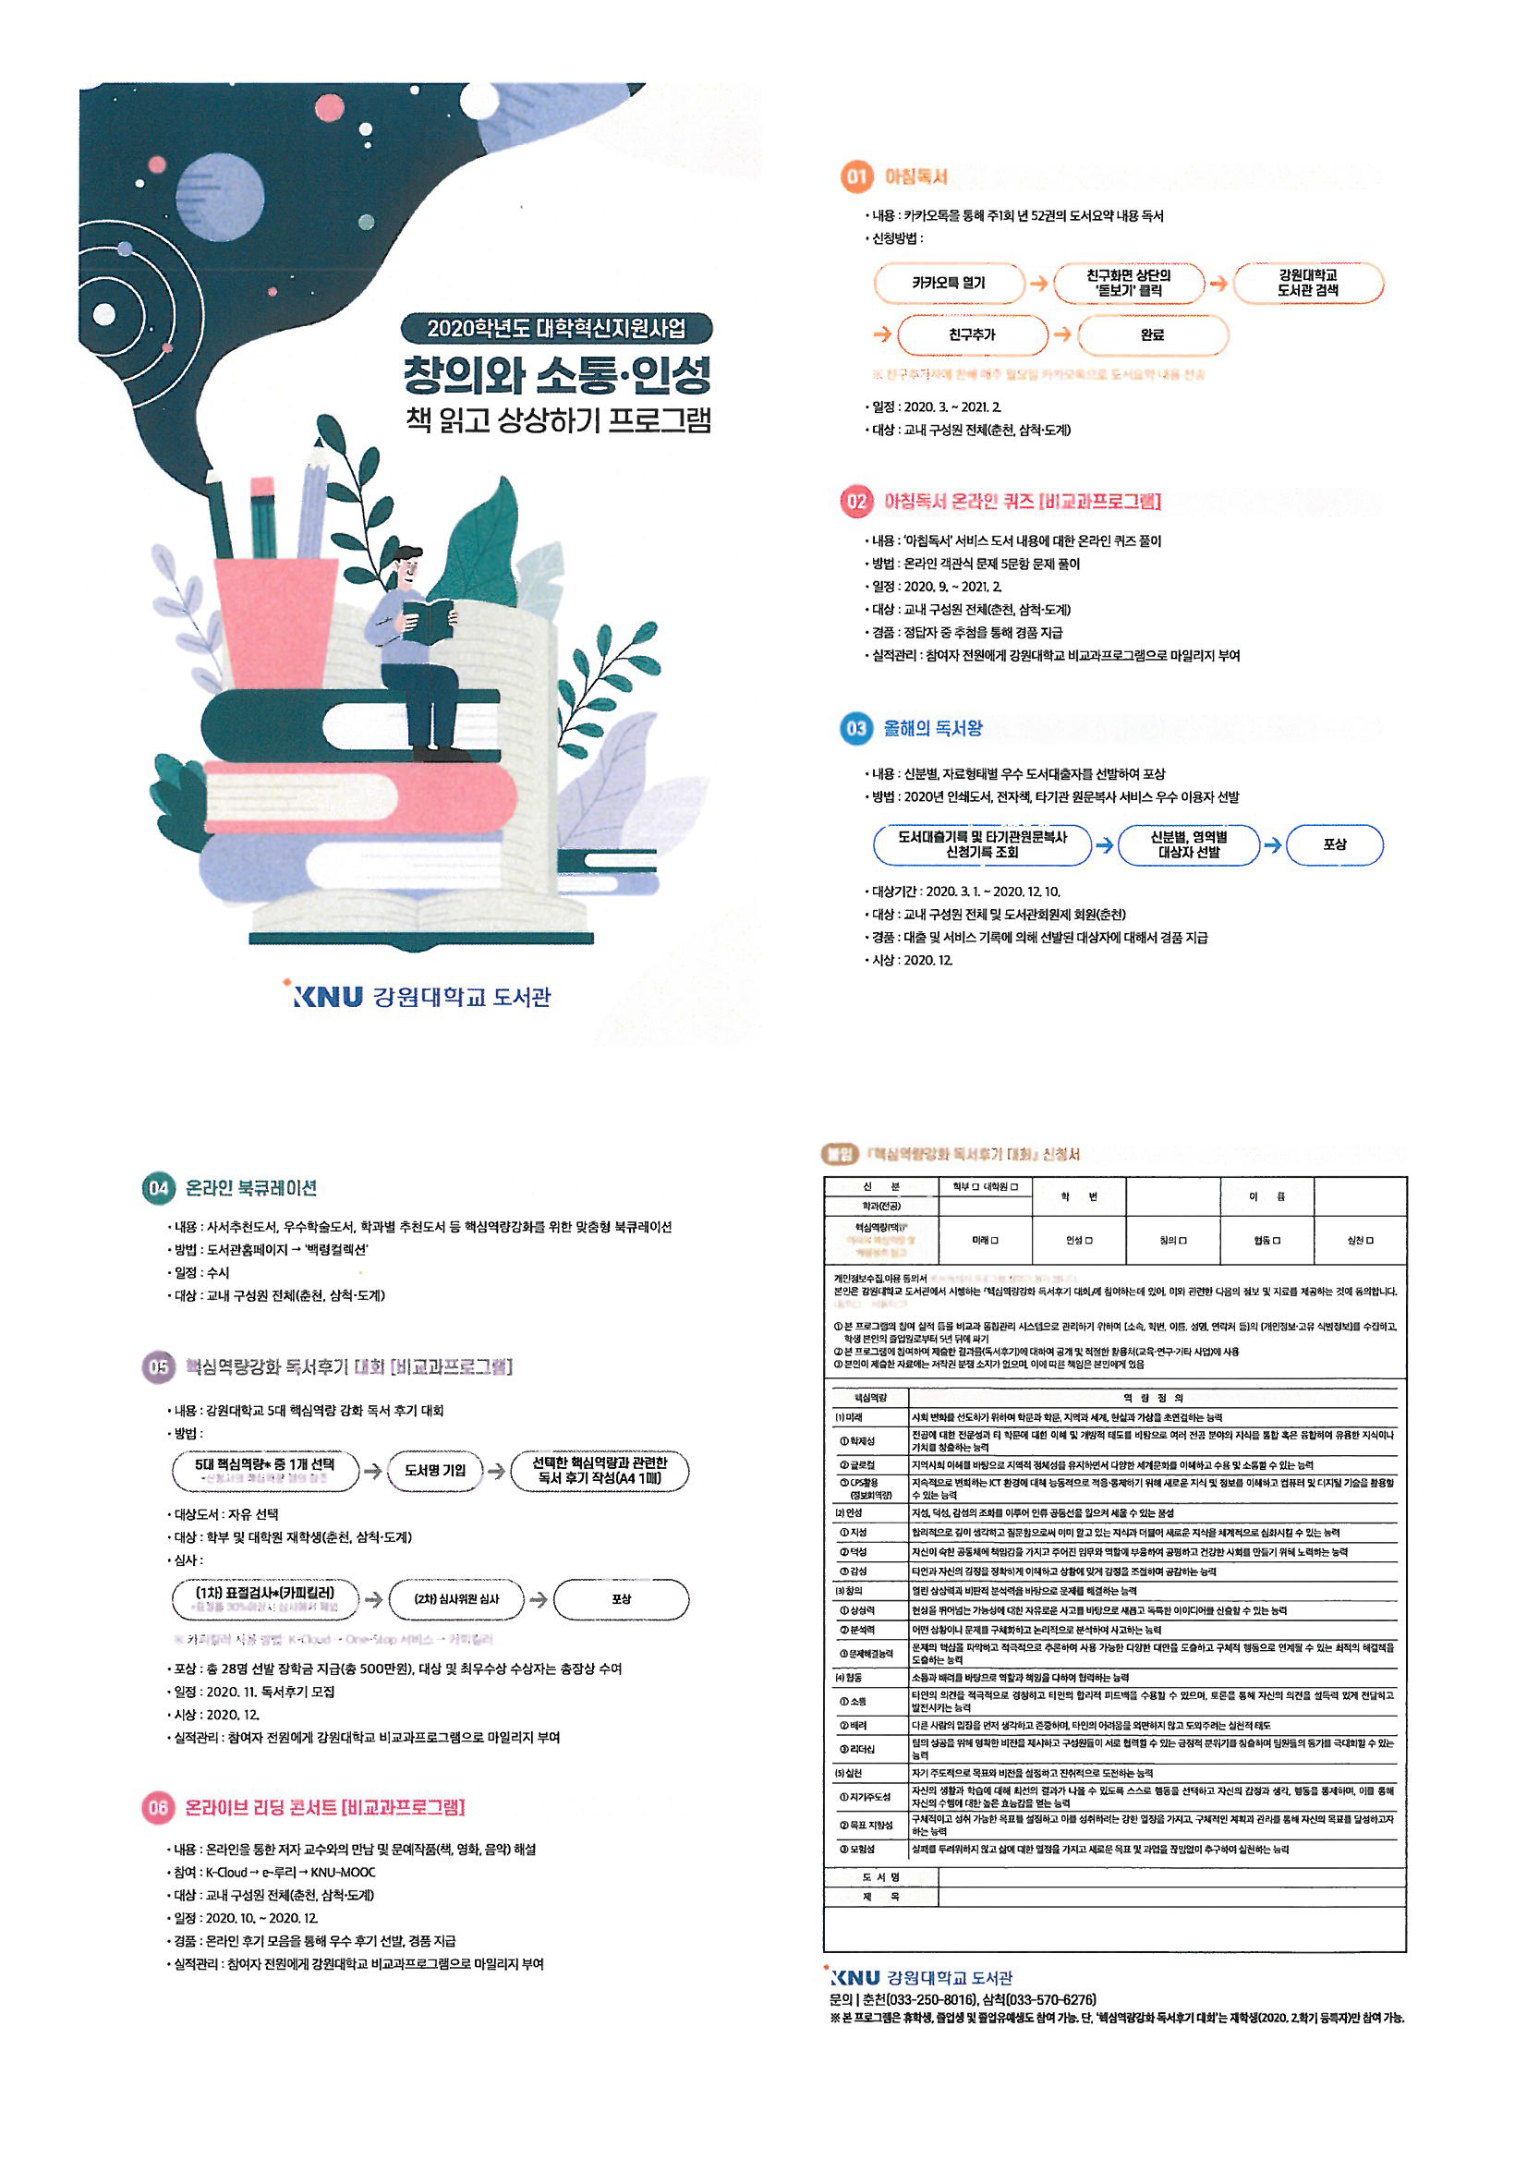 2020학년도 대학혁신지원사업
창의와 소통·인성
책 읽고 상상하기 프로그램
KNU 강원대학교 도서관
01 아침독서
• 내용 : 카카오톡을 통해 주1회 년 52권의 도서요약 내용 독서
• 신청방법 :
카카오톡 열기 → 친구화면 상단의 '돋보기' 클릭 → 강원대학교 도서관 검색
→ 친구추가 → 완료
※ 친구추가자에 한해 매주 월요일 카카오톡으로 도서요약 내용 전송
• 일정 : 2020. 3. ~ 2021. 2.
• 대상 : 교내 구성원 전체(춘천, 삼척·도계)
02 아침독서 온라인 퀴즈 [비교과프로그램]
• 내용 : '아침독서' 서비스 도서 내용에 대한 온라인 퀴즈 풀이
• 방법 : 온라인 객관식 문제 5문항 문제 풀이
• 일정 : 2020. 9. ~ 2021. 2.
• 대상 : 교내 구성원 전체(춘천, 삼척·도계)
• 경품 : 정답자 중 추첨을 통해 경품 지급
• 실적관리 : 참여자 전원에게 강원대학교 비교과프로그램으로 마일리지 부여
03 올해의 독서왕
• 내용 : 신분별, 자료형태별 우수 도서대출자를 선발하여 포상
• 방법 : 2020년 인쇄도서, 전자책, 타기관 원문복사 서비스 우수 이용자 선발
도서대출기록 및 타기관원문복사 신청기록 조회 → 신분별, 영역별 대상자 선발 → 포상
• 대상기간 : 2020. 3. 1. ~ 2020. 12. 10.
• 대상 : 교내 구성원 전체 및 도서관회원제 회원(춘천)
• 경품 : 대출 및 서비스 기록에 의해 선발된 대상자에 대해서 경품 지급
• 시상 : 2020. 12.
04 온라인 북큐레이션
• 내용 : 사서추천도서, 우수학술도서, 학과별 추천도서 등 핵심역량강화를 위한 맞춤형 북큐레이션
• 방법 : 도서관홈페이지 → '백령컬렉션'
• 일정 : 수시
• 대상 : 교내 구성원 전체(춘천, 삼척·도계)
05 핵심역량강화 독서후기 대회 [비교과프로그램]
• 내용 : 강원대학교 5대 핵심역량 강화 독서 후기 대회
• 방법 :
5대 핵심역량* 중 1개 선택 → 도서명 기입 → 선택한 핵심역량과 관련한 독서 후기 작성(A4 1매)
• 대상도서 : 자유 선택
• 대상 : 학부 및 대학원 재학생(춘천, 삼척·도계)
• 심사 :
(1차) 표절검사*(카피킬러) → (2차) 심사위원 심사 → 포상
※ 카피킬러 사용 방법 K-Cloud → One-Stop 서비스 → 카피킬러
• 포상 : 총 28명 선발 장학금 지급(총 500만원), 대상 및 최우수상 수상자는 총장상 수여
• 일정 : 2020. 11. 독서후기 모집
• 시상 : 2020. 12.
• 실적관리 : 참여자 전원에게 강원대학교 비교과프로그램으로 마일리지 부여
06 온라이브 리딩 콘서트 [비교과프로그램]
• 내용 : 온라인을 통한 저자 교수와의 만남 및 문예작품(책, 영화, 음악) 해설
• 참여 : K-Cloud → e-루리 → KNU-MOOC
• 대상 : 교내 구성원 전체(춘천, 삼척·도계)
• 일정 : 2020. 10. ~ 2020. 12.
• 경품 : 온라인 후기 모음을 통해 우수 후기 선발, 경품 지급
• 실적관리 : 참여자 전원에게 강원대학교 비교과프로그램으로 마일리지 부여
붙임 『핵심역량강화 독서후기 대회』 신청서
신 분 학부 □ 대학원 □ 학 번 이 름
학과(전공)
핵심역량(택1)* 미래 □ 인성 □ 창의 □ 협동 □ 실천 □
개인정보수집,이용 동의서
본인은 강원대학교 도서관에서 시행하는 「핵심역량강화 독서후기 대회」에 참여하는데 있어, 이와 관련한 다음의 정보 및 자료를 제공하는 것에 동의합니다.
① 본 프로그램의 참여 실적 등을 비교과 통합관리 시스템으로 관리하기 위하여 [소속, 학번, 이름, 성명, 연락처 등]의 [개인정보·고유 식별정보]를 수집하고,
학생 본인의 졸업일로부터 5년 뒤에 파기
② 본 프로그램에 참여하며 제출한 결과물(독서후기)에 대하여 공개 및 적정한 활용처(교육·연구·기타 사업)에 사용
③ 본인이 제출한 자료에는 저작권 분쟁 소지가 없으며, 이에 따른 책임은 본인에게 있음
핵심역량 역 량 정 의
(1) 미래 사회 변화를 선도하기 위하여 학문과 학문, 지역과 세계, 현실과 가상을 초연결하는 능력
① 학제성 전공에 대한 전문성과 타 학문에 대한 이해 및 개방적 태도를 바탕으로 여러 전공 분야의 지식을 통합 혹은 융합하여 유용한 지식이나
가치를 창출하는 능력
② 글로컬 지역사회 이해를 바탕으로 지역적 정체성을 유지하면서 다양한 세계문화를 이해하고 수용 및 소통할 수 있는 능력
③ CPS활용 (정보화역량) 지속적으로 변화하는 ICT 환경에 대해 능동적으로 적응·통제하기 위해 새로운 지식 및 정보를 이해하고 컴퓨터 및 디지털 기술을 활용할
수 있는 능력
(2) 인성 지성, 덕성, 감성의 조화를 이루어 인류 공동선을 일으켜 세울 수 있는 품성
① 지성 합리적으로 깊이 생각하고 질문함으로써 이미 알고 있는 지식과 더불어 새로운 지식을 체계적으로 심화시킬 수 있는 능력
② 덕성 자신이 속한 공동체에 책임감을 가지고 주어진 임무와 역할에 부응하여 공평하고 건강한 사회를 만들기 위해 노력하는 능력
③ 감성 타인과 자신의 감정을 정확하게 이해하고 상황에 맞게 감정을 조절하며 공감하는 능력
(3) 창의 열린 상상력과 비판적 분석력을 바탕으로 문제를 해결하는 능력
① 상상력 현상을 뛰어넘는 가능성에 대한 자유로운 사고를 바탕으로 새롭고 독특한 아이디어를 산출할 수 있는 능력
② 분석력 어떤 상황이나 문제를 구체화하고 논리적으로 분석하여 사고하는 능력
③ 문제해결능력 문제의 핵심을 파악하고 적극적으로 추론하며 사용 가능한 다양한 대안을 도출하고 구체적 행동으로 연계될 수 있는 최적의 해결책을
도출하는 능력
(4) 협동 소통과 배려를 바탕으로 역할과 책임을 다하여 협력하는 능력
① 소통 타인의 의견을 적극적으로 경청하고 타인의 합리적 피드백을 수용할 수 있으며, 토론을 통해 자신의 의견을 설득력 있게 전달하고
발전시키는 능력
② 배려 다른 사람의 입장을 먼저 생각하고 존중하며, 타인의 어려움을 외면하지 않고 도와주려는 실천적 태도
③ 리더십 팀의 성공을 위해 명확한 비전을 제시하고 구성원들이 서로 협력할 수 있는 긍정적 분위기를 창출하며 팀원들의 동기를 극대화할 수 있는
능력
(5) 실천 자기 주도적으로 목표와 비전을 설정하고 진취적으로 도전하는 능력
① 자기주도성 자신의 생활과 학습에 대해 최선의 결과가 나올 수 있도록 스스로 행동을 선택하고 자신의 감정과 생각, 행동을 통제하며, 이를 통해
자신의 수행에 대한 높은 효능감을 얻는 능력
② 목표 지향성 구체적이고 성취 가능한 목표를 설정하고 이를 성취하려는 강한 열정을 가지고, 구체적인 계획과 관리를 통해 자신의 목표를 달성하고자
하는 능력
③ 모험성 실패를 두려워하지 않고 삶에 대한 열정을 가지고 새로운 목표 및 과업을 끊임없이 추구하여 실천하는 능력
도 서 명
제 목
KNU 강원대학교 도서관
문의 | 춘천(033-250-8016), 삼척(033-570-6276)
※ 본 프로그램은 휴학생, 졸업생 및 졸업유예생도 참여 가능. 단, '핵심역량강화 독서후기 대회'는 재학생(2020. 2학기 등록자)만 참여 가능.